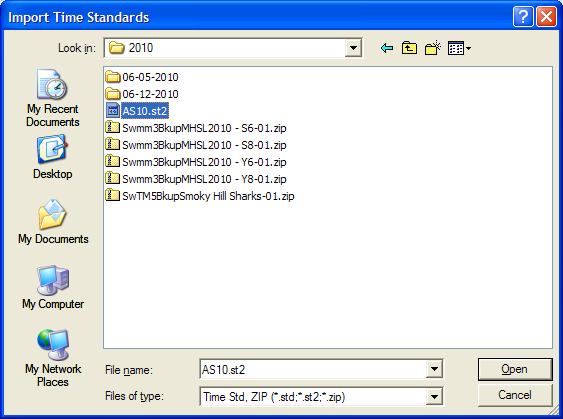 Import Time Standards
Look in: 2010
06-05-2010
06-12-2010
AS10.st2
Swmm3BkupMHSL2010 - S6-01.zip
Swmm3BkupMHSL2010 - S8-01.zip
Swmm3BkupMHSL2010 - Y6-01.zip
Swmm3BkupMHSL2010 - Y8-01.zip
SwTM5BkupSmoky Hill Sharks-01.zip
My Recent
Documents
Desktop
My Documents
My Computer
My Network
Places
File name: AS10.st2 Open
Files of type: Time Std, ZIP (*.std;*.st2;*.zip) Cancel